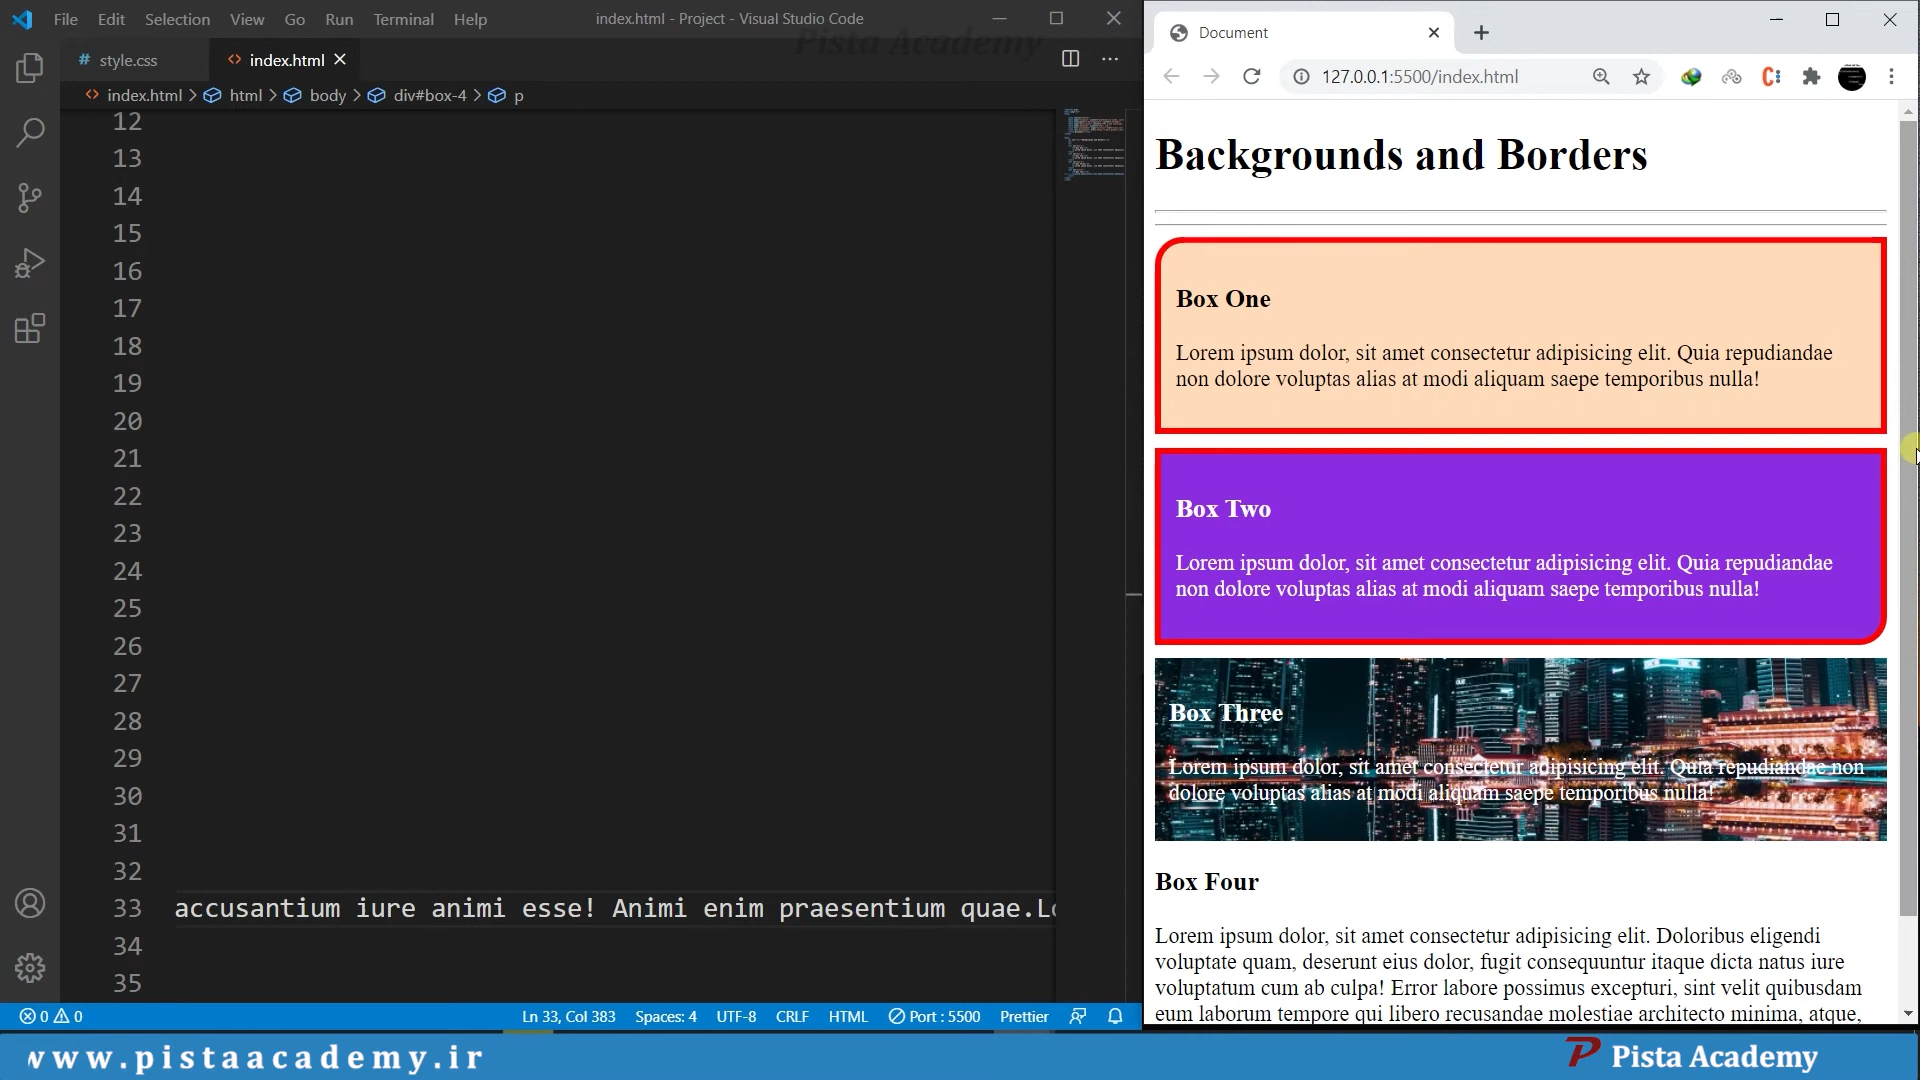 File Edit Selection View Go Run Terminal Help
index.html - Project - Visual Studio Code
Pista Academy
# style.css
<> index.html
index.html > html > body > div#box-4 > p
12
13
14
15
16
17
18
19
20
21
22
23
24
25
26
27
28
29
30
31
32
33 accusantium iure animi esse! Animi enim praesentium quae.Lo
34
35
0 0
Ln 33, Col 383 Spaces: 4 UTF-8 CRLF HTML Port : 5500 Prettier
Document
127.0.0.1:5500/index.html
Backgrounds and Borders
Box One
Lorem ipsum dolor, sit amet consectetur adipisicing elit. Quia repudiandae
non dolore voluptas alias at modi aliquam saepe temporibus nulla!
Box Two
Lorem ipsum dolor, sit amet consectetur adipisicing elit. Quia repudiandae
non dolore voluptas alias at modi aliquam saepe temporibus nulla!
Box Three
Lorem ipsum dolor, sit amet consectetur adipisicing elit. Quia repudiandae non
dolore voluptas alias at modi aliquam saepe temporibus nulla!
Box Four
Lorem ipsum dolor, sit amet consectetur adipisicing elit. Doloribus eligendi
voluptate quam, deserunt eius dolor, fugit consequuntur itaque dicta natus iure
voluptatum cum ab culpa! Error labore possimus excepturi, sint velit quibusdam
eum laborum tempore qui libero recusandae molestiae architecto minima, atque,
www.pistaacademy.ir
P Pista Academy